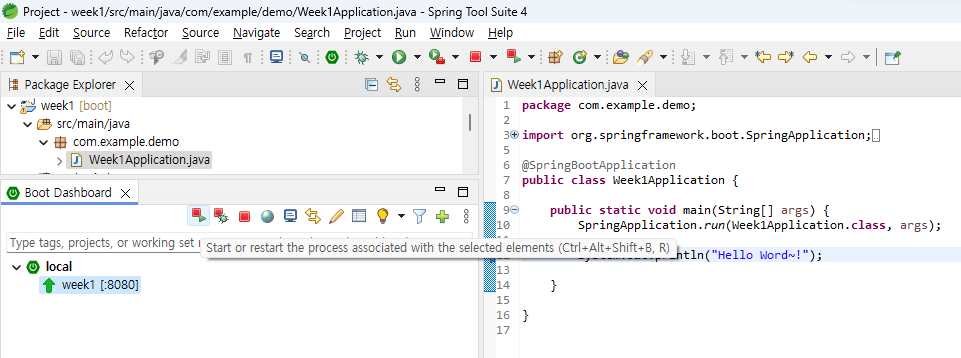 Project - week1/src/main/java/com/example/demo/Week1Application.java - Spring Tool Suite 4
File Edit Source Refactor Source Navigate Search Project Run Window Help
Package Explorer
week1 [boot]
src/main/java
com.example.demo
Week1Application.java
Boot Dashboard
Type tags, projects, or working set
Start or restart the process associated with the selected elements (Ctrl+Alt+Shift+B, R)
local
week1 [:8080]
Week1Application.java
1 package com.example.demo;
2
3 import org.springframework.boot.SpringApplication;
5
6 @SpringBootApplication
7 public class Week1Application {
8
9 public static void main(String[] args) {
10 SpringApplication.run(Week1Application.class, args);
println("Hello Word~!");
13
14 }
15
16 }
17